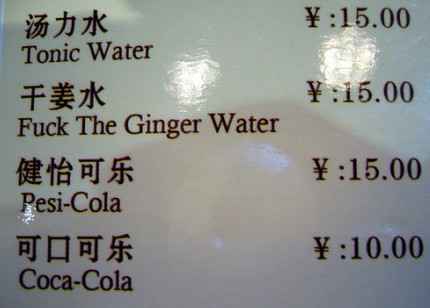 汤力水 ¥:15.00
Tonic Water
干姜水 ¥:15.00
Fuck The Ginger Water
健怡可乐 ¥:15.00
Pesi-Cola
可口可乐 ¥:10.00
Coca-Cola